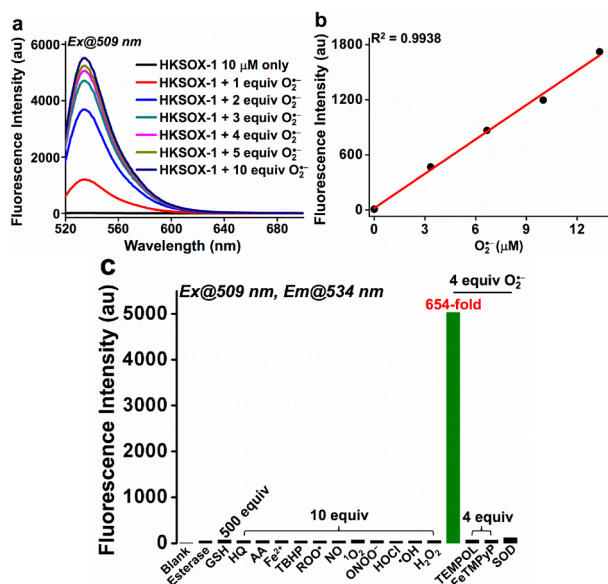 a
Ex@509 nm
HKSOX-1 10 μM only
HKSOX-1 + 1 equiv O₂•⁻
HKSOX-1 + 2 equiv O₂•⁻
HKSOX-1 + 3 equiv O₂•⁻
HKSOX-1 + 4 equiv O₂•⁻
HKSOX-1 + 5 equiv O₂•⁻
HKSOX-1 + 10 equiv O₂•⁻
Fluorescence Intensity (au)
6000
4000
2000
0
520 560 600 640 680
Wavelength (nm)
b
R² = 0.9938
Fluorescence Intensity (au)
1800
1200
600
0
0 3 6 9 12
O₂•⁻(μM)
c
Ex@509 nm, Em@534 nm
4 equiv O₂•⁻
654-fold
Fluorescence Intensity (au)
5000
4000
3000
2000
1000
0
500 equiv
10 equiv
4 equiv
Blank
Esterase
GSH
HQ
AA
Fe²⁺
TBHP
ROO•
NO
¹O₂
ONOO⁻
HOCl
•OH
H₂O₂
TEMPOL
FeTMPyP
SOD